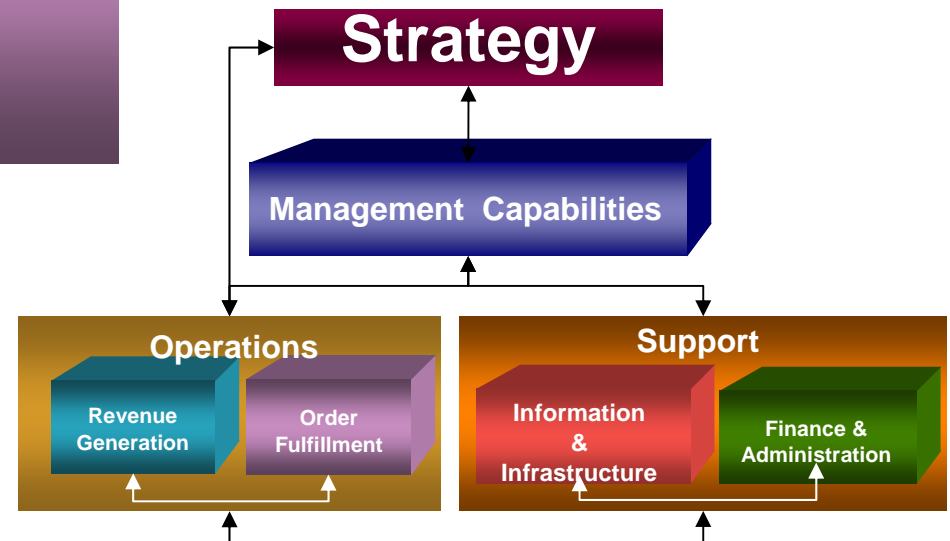 Strategy
Management Capabilities
Operations
Support
Revenue
Generation
Order
Fulfillment
Information
&
Infrastructure
Finance &
Administration